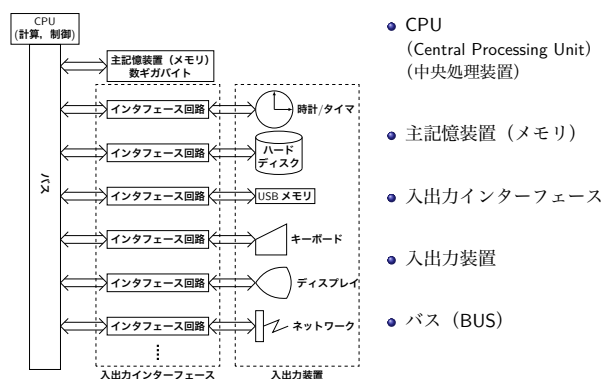 CPU
(計算，制御)
主記憶装置（メモリ）
数ギガバイト
インタフェース回路
時計/タイマ
インタフェース回路
ハード
ディスク
バス
インタフェース回路
USB メモリ
インタフェース回路
キーボード
インタフェース回路
ディスプレイ
インタフェース回路
ネットワーク
入出力インターフェース
入出力装置
CPU
（Central Processing Unit）
（中央処理装置）
主記憶装置（メモリ）
入出力インターフェース
入出力装置
バス（BUS）